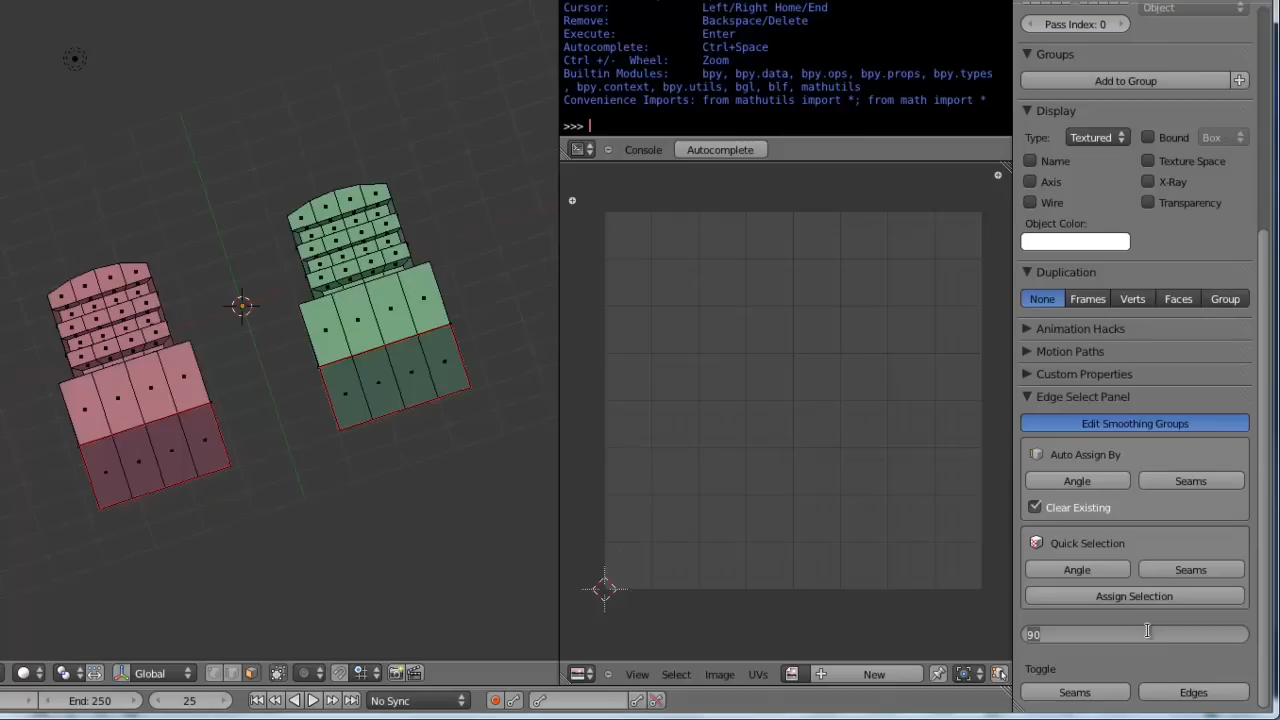 Cursor: Left/Right Home/End
Remove: Backspace/Delete
Execute: Enter
Autocomplete: Ctrl+Space
Ctrl +/- Wheel: Zoom
Builtin Modules: bpy, bpy.data, bpy.ops, bpy.props, bpy.types
, bpy.context, bpy.utils, bgl, blf, mathutils
Convenience Imports: from mathutils import *; from math import *
>>>
Console Autocomplete
Object
Pass Index: 0
Groups
Add to Group
Display
Type: Textured Bound Box
Name Texture Space
Axis X-Ray
Wire Transparency
Object Color:
Duplication
None Frames Verts Faces Group
Animation Hacks
Motion Paths
Custom Properties
Edge Select Panel
Edit Smoothing Groups
Auto Assign By
Angle Seams
Clear Existing
Quick Selection
Angle Seams
Assign Selection
90
Toggle
Seams Edges
Global
View Select Image UVs New
End: 250 25 No Sync